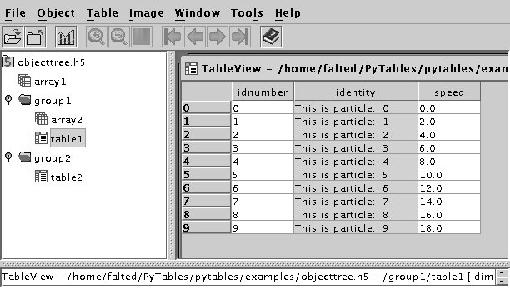 File Object Table Image Window Tools Help
objecttree.h5
array1
group1
array2
table1
group2
table2
TableView - /home/falted/PyTables/pytables/exam
idnumber identity speed
0 0 This is particle: 0 0.0
1 1 This is particle: 1 2.0
2 2 This is particle: 2 4.0
3 3 This is particle: 3 6.0
4 4 This is particle: 4 8.0
5 5 This is particle: 5 10.0
6 6 This is particle: 6 12.0
7 7 This is particle: 7 14.0
8 8 This is particle: 8 16.0
9 9 This is particle: 9 18.0
TableView - /home/falted/PyTables/pytables/examples/objecttree.h5 - /group1/table1 [ dim